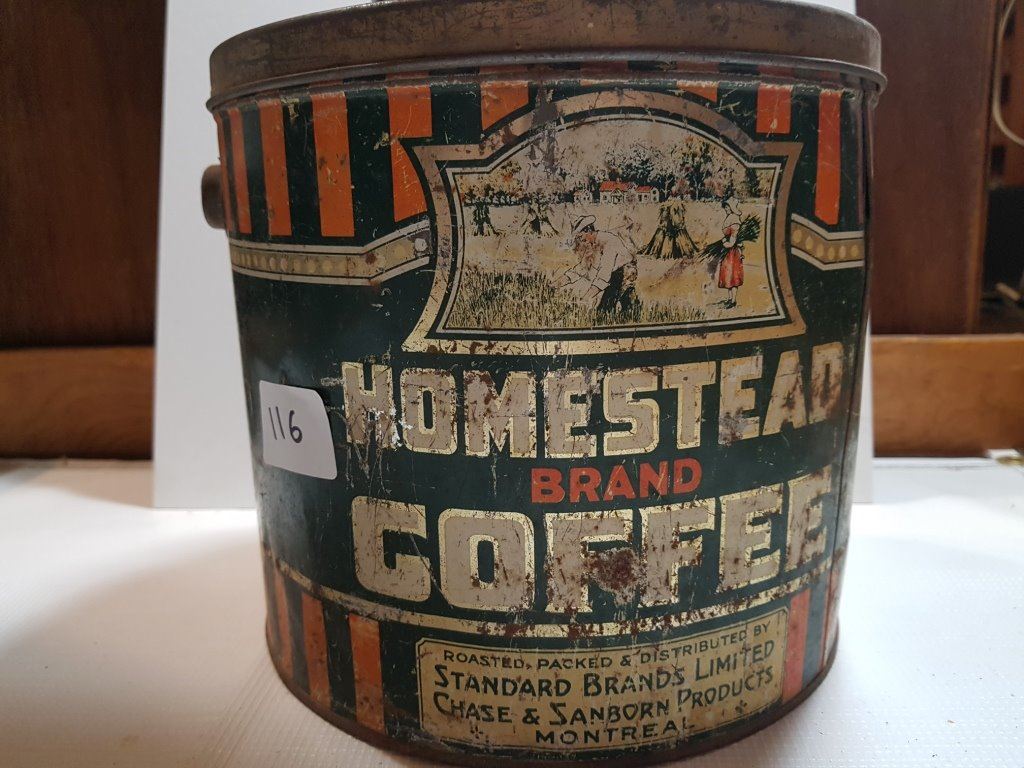 116
HOMESTEAD
BRAND
COFFEE
ROASTED, PACKED & DISTRIBUTED BY
STANDARD BRANDS LIMITED
CHASE & SANBORN PRODUCTS
MONTREAL